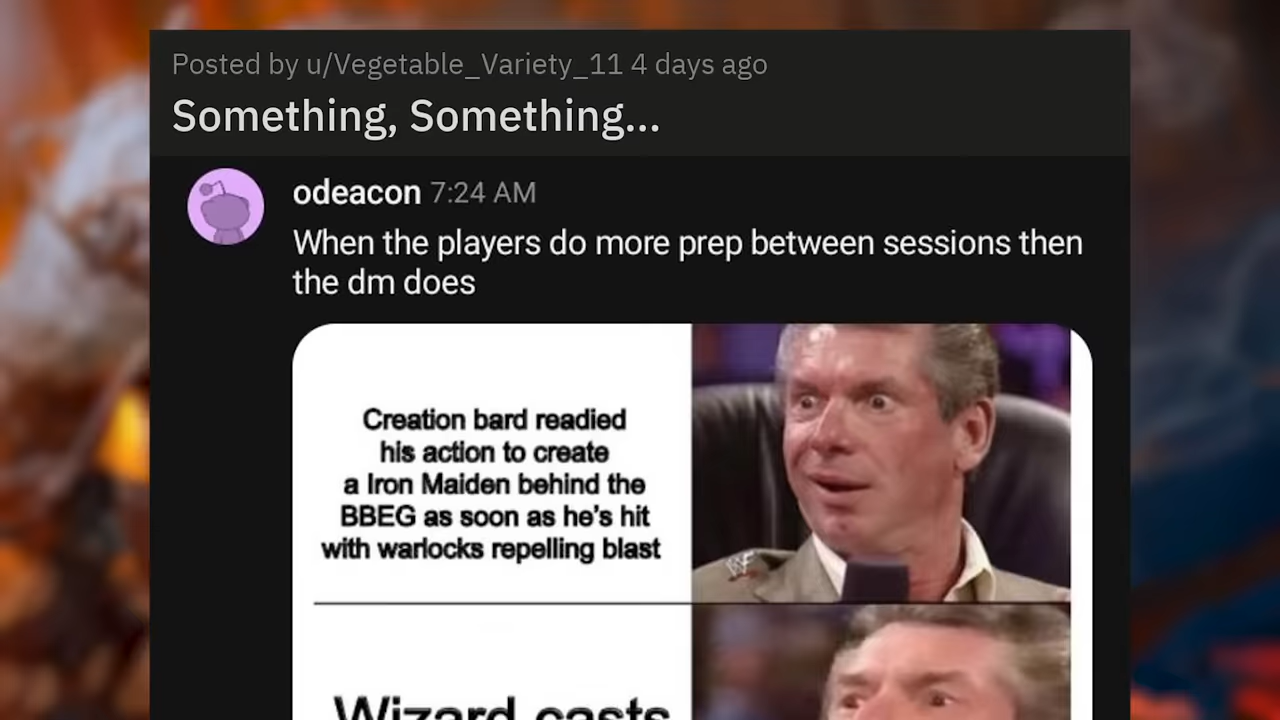 Posted by u/Vegetable_Variety_11 4 days ago
Something, Something...
odeacon 7:24 AM
When the players do more prep between sessions then
the dm does
Creation bard readied
his action to create
a Iron Maiden behind the
BBEG as soon as he's hit
with warlocks repelling blast
Wizard casts